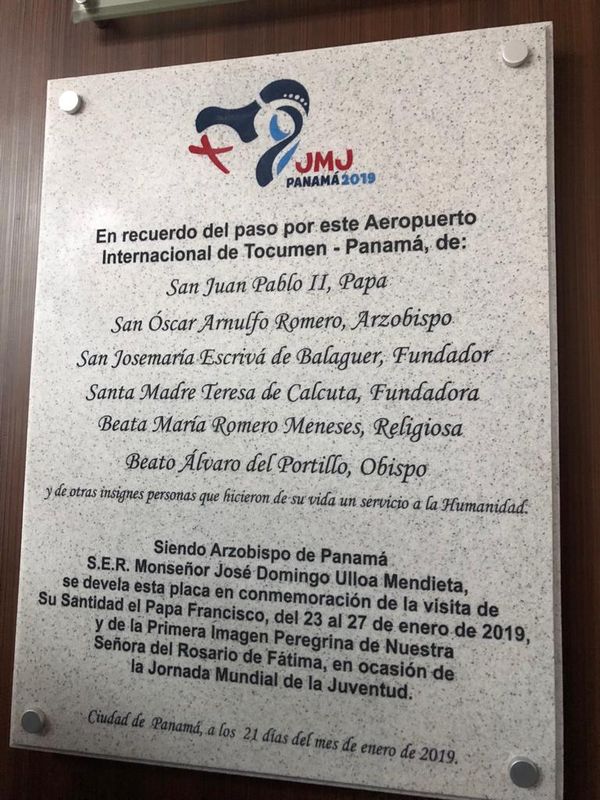 JMJ
PANAMÁ2019
En recuerdo del paso por este Aeropuerto
Internacional de Tocumen - Panamá, de:
San Juan Pablo II, Papa
San Óscar Arnulfo Romero, Arzobispo
San Josemaría Escrivá de Balaguer, Fundador
Santa Madre Teresa de Calcuta, Fundadora
Beata María Romero Meneses, Religiosa
Beato Álvaro del Portillo, Obispo
y de otras insignes personas que hicieron de su vida un servicio a la Humanidad.
Siendo Arzobispo de Panamá
S.E.R. Monseñor José Domingo Ulloa Mendieta,
se devela esta placa en conmemoración de la visita de
Su Santidad el Papa Francisco, del 23 al 27 de enero de 2019,
y de la Primera Imagen Peregrina de Nuestra
Señora del Rosario de Fátima, en ocasión de
la Jornada Mundial de la Juventud.
Ciudad de Panamá, a los 21 días del mes de enero de 2019.